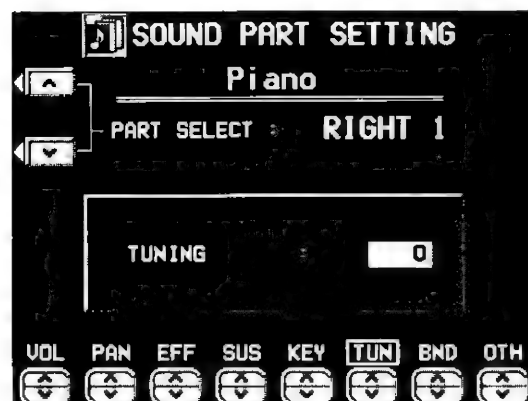 SOUND PART SETTING
Piano
PART SELECT RIGHT 1
TUNING 0
VOL PAN EFF SUS KEY TUN BND OTH